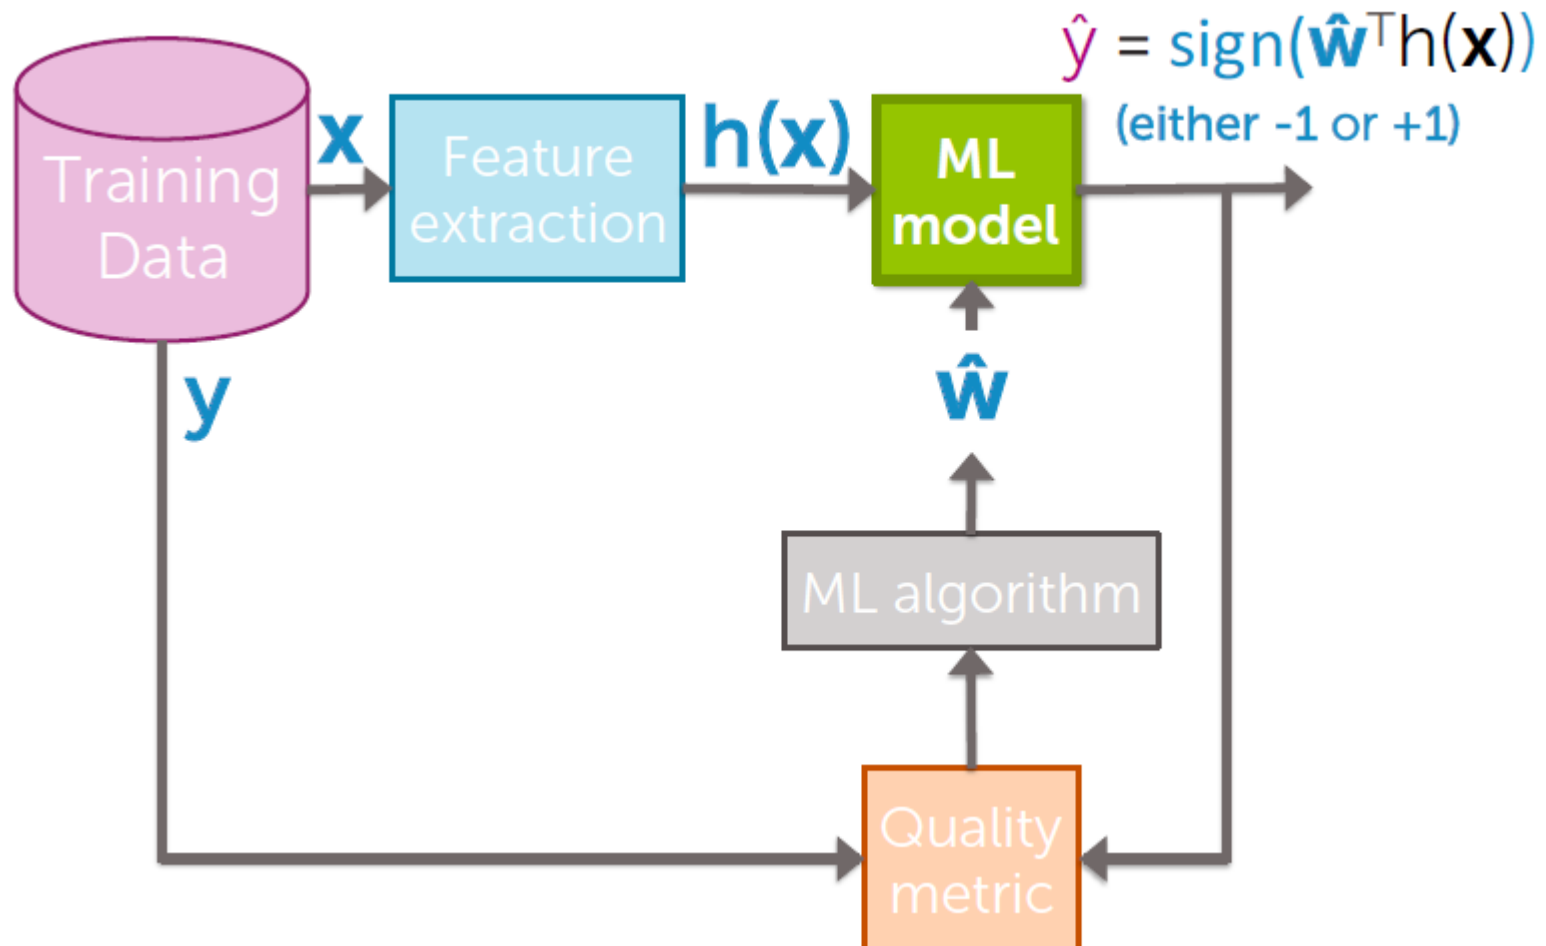 ŷ = sign(ŵᵀh(x))
(either -1 or +1)
Training
Data
x
Feature
extraction
h(x)
ML
model
y
ŵ
ML algorithm
Quality
metric